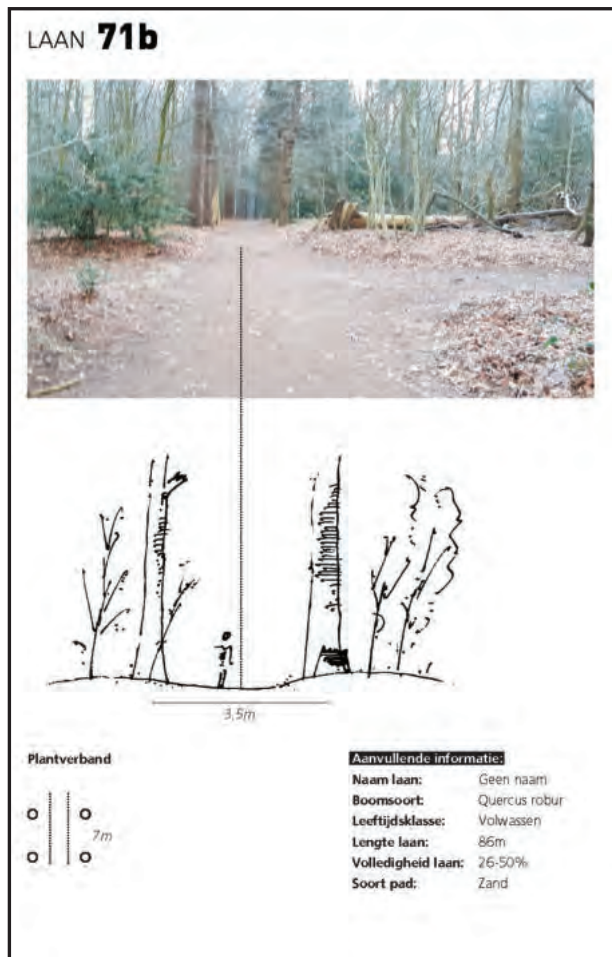 LAAN 71b
3,5m
Plantverband
7m
Aanvullende informatie:
Naam laan: Geen naam
Boomsoort: Quercus robur
Leeftijdsklasse: Volwassen
Lengte laan: 86m
Volledigheid laan: 26-50%
Soort pad: Zand